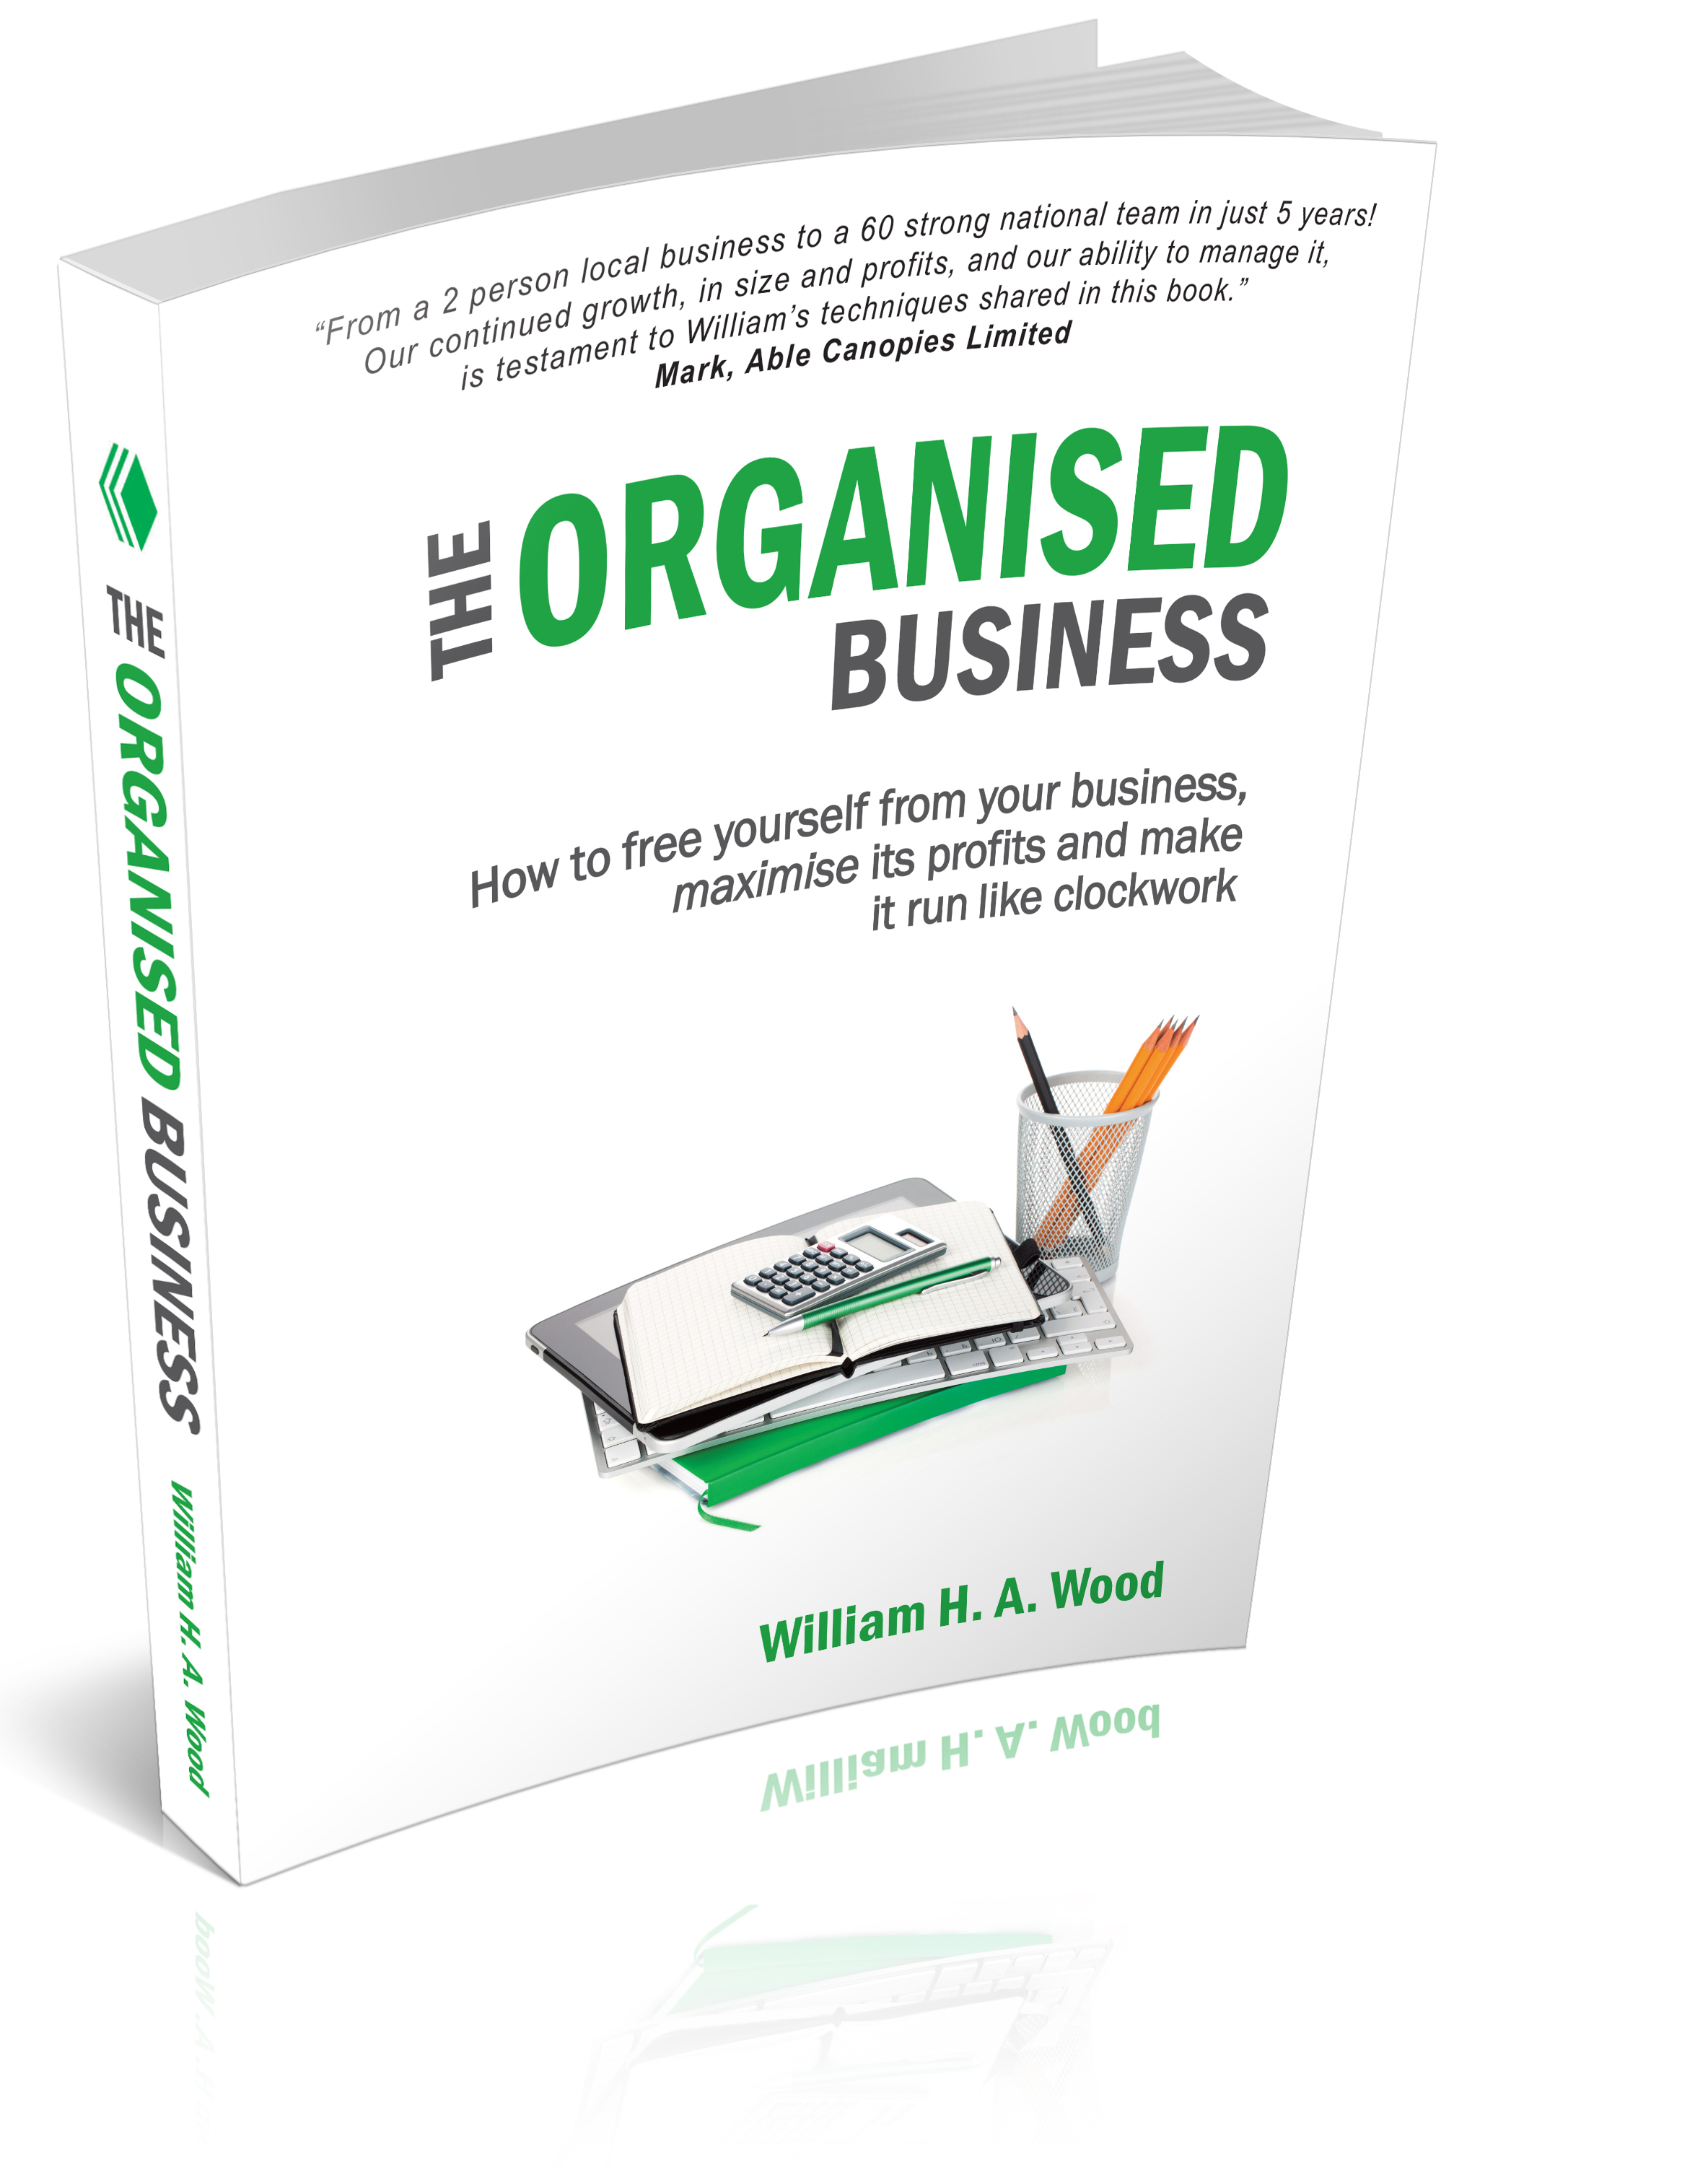 “From a 2 person local business to a 60 strong national team in just 5 years!
Our continued growth, in size and profits, and our ability to manage it,
is testament to William’s techniques shared in this book.”
Mark, Able Canopies Limited
THE
ORGANISED
BUSINESS
How to free yourself from your business,
maximise its profits and make
it run like clockwork
William H. A. Wood
THE ORGANISED BUSINESS William H. A. Wood